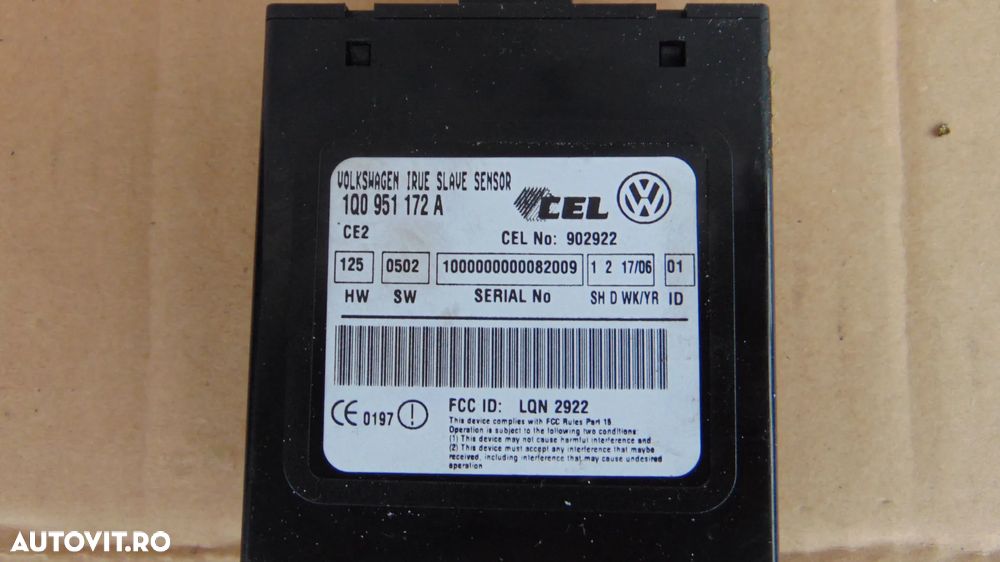 VOLKSWAGEN IRUE SLAVE SENSOR
1Q0 951 172 A
CEL
CE2
CEL No: 902922
125 0502 1000000000082009 1 2 17/06 01
HW SW SERIAL No SH D WK/YR ID
CE 0197
FCC ID: LQN 2922
This device complies with FCC Rules Part 15
Operation is subject to the following two conditions:
(1) This device may not cause harmful interference and
(2) This device must accept any interference that maybe
received, including interference that may cause undesired
operation
AUTOVIT.RO